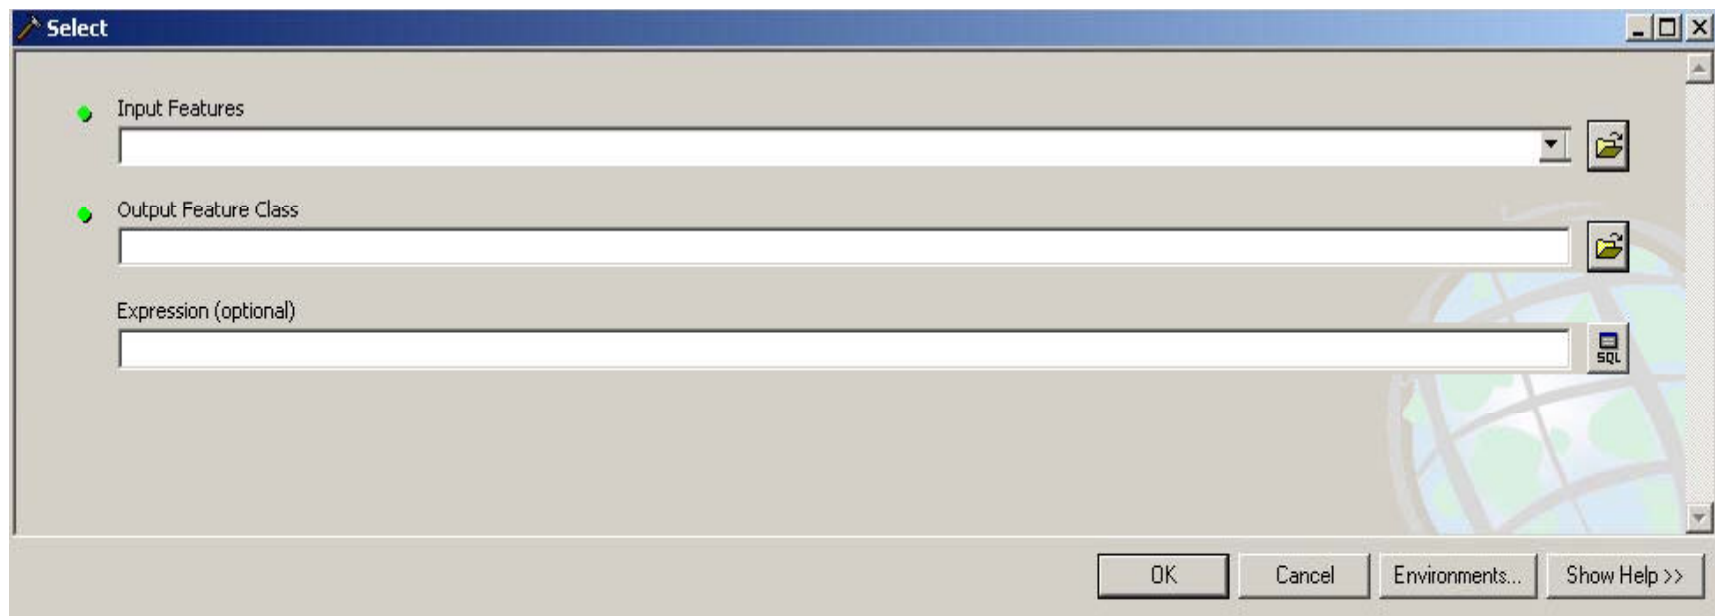 Select
Input Features
Output Feature Class
Expression (optional)
SQL
OK Cancel Environments... Show Help >>